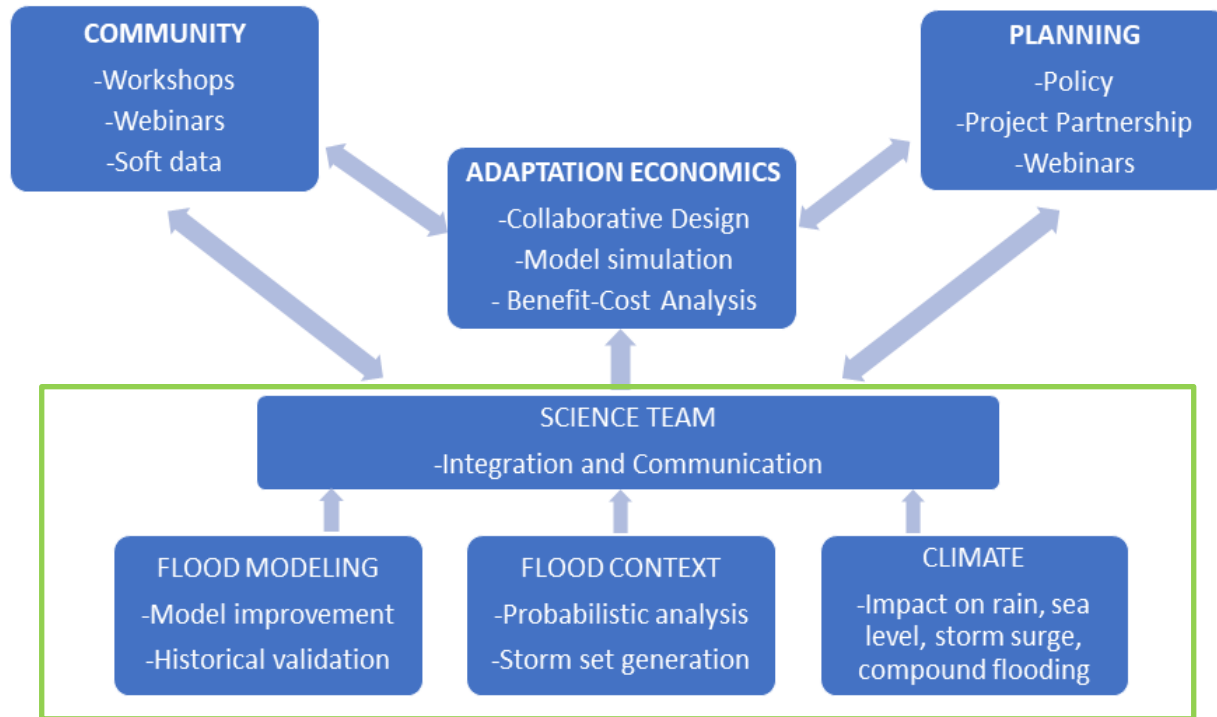 COMMUNITY
-Workshops
-Webinars
-Soft data
PLANNING
-Policy
-Project Partnership
-Webinars
ADAPTATION ECONOMICS
-Collaborative Design
-Model simulation
- Benefit-Cost Analysis
SCIENCE TEAM
-Integration and Communication
FLOOD MODELING
-Model improvement
-Historical validation
FLOOD CONTEXT
-Probabilistic analysis
-Storm set generation
CLIMATE
-Impact on rain, sea
level, storm surge,
compound flooding